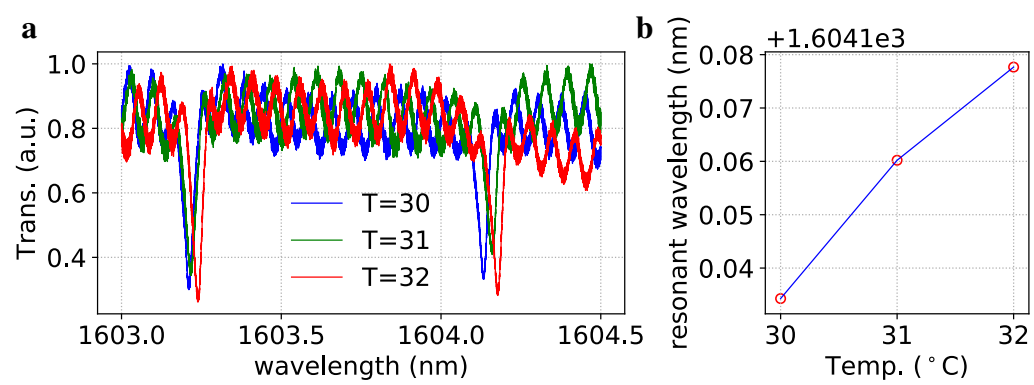 a
1.0
0.8
0.6
0.4
Trans. (a.u.)
T=30
T=31
T=32
1603.0 1603.5 1604.0 1604.5
wavelength (nm)
b
+1.6041e3
0.08
0.07
0.06
0.05
0.04
resonant wavelength (nm)
30 31 32
Temp. (°C)